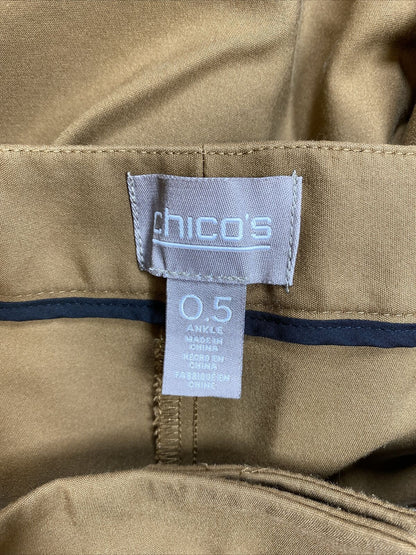 chico's
0.5
ANKLE
MADE IN
CHINA
HECHO EN
CHINA
FABRIQUÉ EN
CHINE